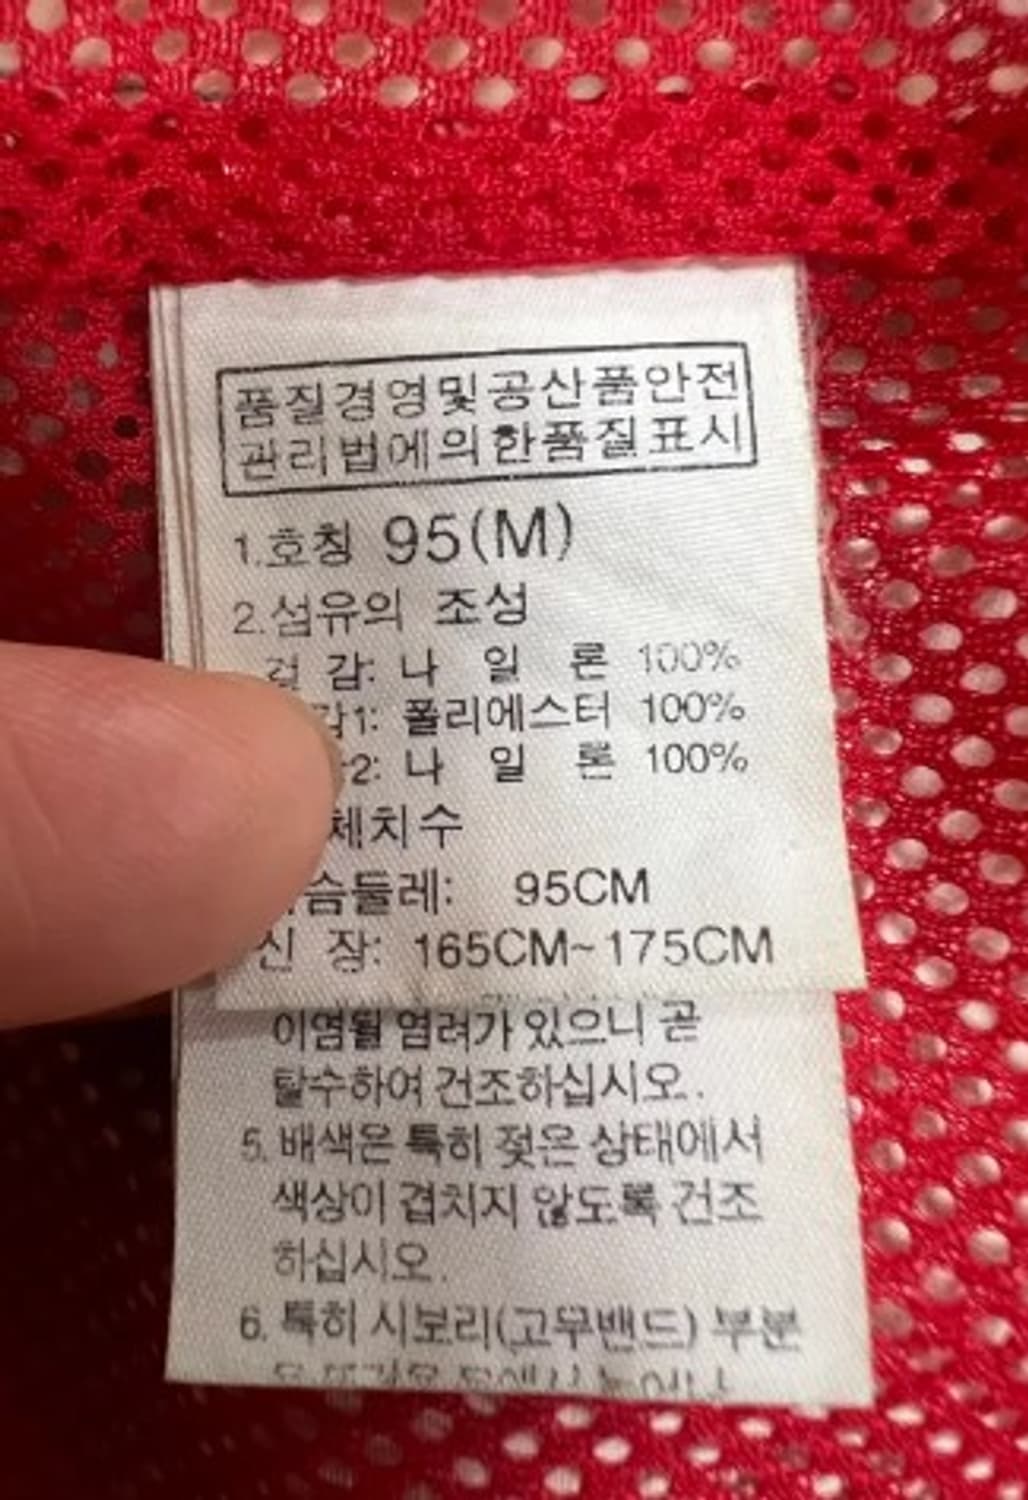 품질경영및공산품안전
관리법에의한품질표시
1.호칭 95(M)
2.섬유의 조성
겉 감: 나 일 론 100%
감1: 폴리에스터 100%
2: 나 일 론 100%
체치수
슴둘레: 95CM
신 장: 165CM~175CM
이염될 염려가 있으니 곧
탈수하여 건조하십시오.
5. 배색은 특히 젖은 상태에서
색상이 겹치지 않도록 건조
하십시오.
6. 특히 시보리(고무밴드) 부분